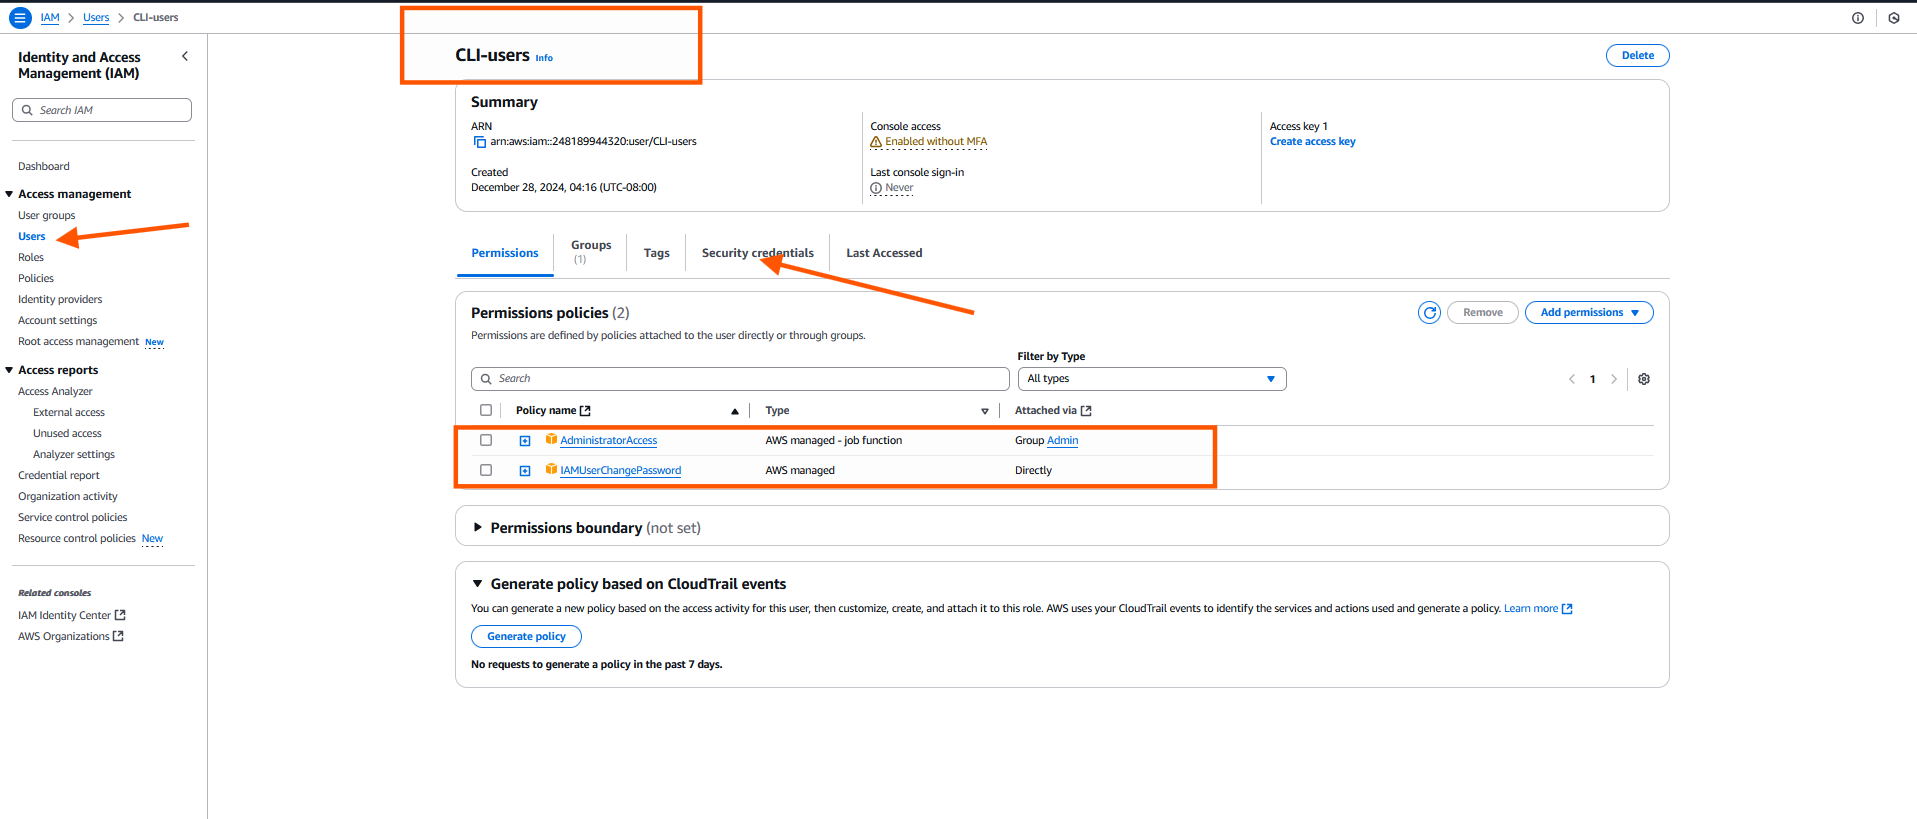 IAM > Users > CLI-users
Identity and Access
Management (IAM)
Search IAM
Dashboard
Access management
User groups
Users
Roles
Policies
Identity providers
Account settings
Root access management New
Access reports
Access Analyzer
External access
Unused access
Analyzer settings
Credential report
Organization activity
Service control policies
Resource control policies New
Related consoles
IAM Identity Center
AWS Organizations
CLI-users Info
Delete
Summary
ARN
arn:aws:iam::248189944320:user/CLI-users
Created
December 28, 2024, 04:16 (UTC-08:00)
Console access
Enabled without MFA
Last console sign-in
Never
Access key 1
Create access key
Permissions
Groups
(1)
Tags
Security credentials
Last Accessed
Permissions policies (2)
Remove
Add permissions
Permissions are defined by policies attached to the user directly or through groups.
Filter by Type
Search
All types
1
Policy name
Type
Attached via
AdministratorAccess
AWS managed - job function
Group Admin
IAMUserChangePassword
AWS managed
Directly
Permissions boundary (not set)
Generate policy based on CloudTrail events
You can generate a new policy based on the access activity for this user, then customize, create, and attach it to this role. AWS uses your CloudTrail events to identify the services and actions used and generate a policy. Learn more
Generate policy
No requests to generate a policy in the past 7 days.